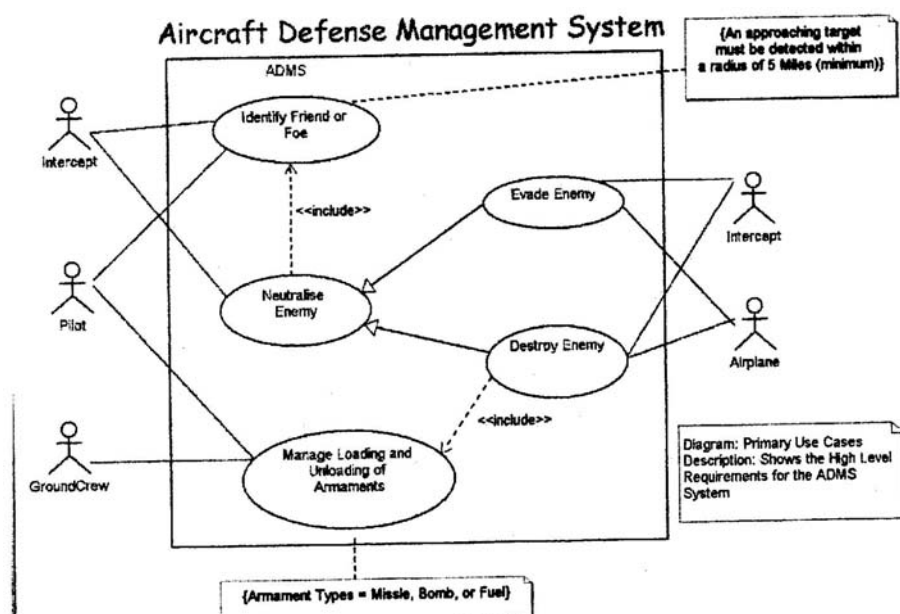 Aircraft Defense Management System
{An approaching target
must be detected within
a radius of 5 Miles (minimum)}
ADMS
Identify Friend or
Foe
Intercept
<<include>>
Evade Enemy
Intercept
Neutralise
Enemy
Pilot
Destroy Enemy
Airplane
<<include>>
Manage Loading and
Unloading of
Armaments
GroundCrew
Diagram: Primary Use Cases
Description: Shows the High Level
Requirements for the ADMS
System
{Armament Types = Missle, Bomb, or Fuel}